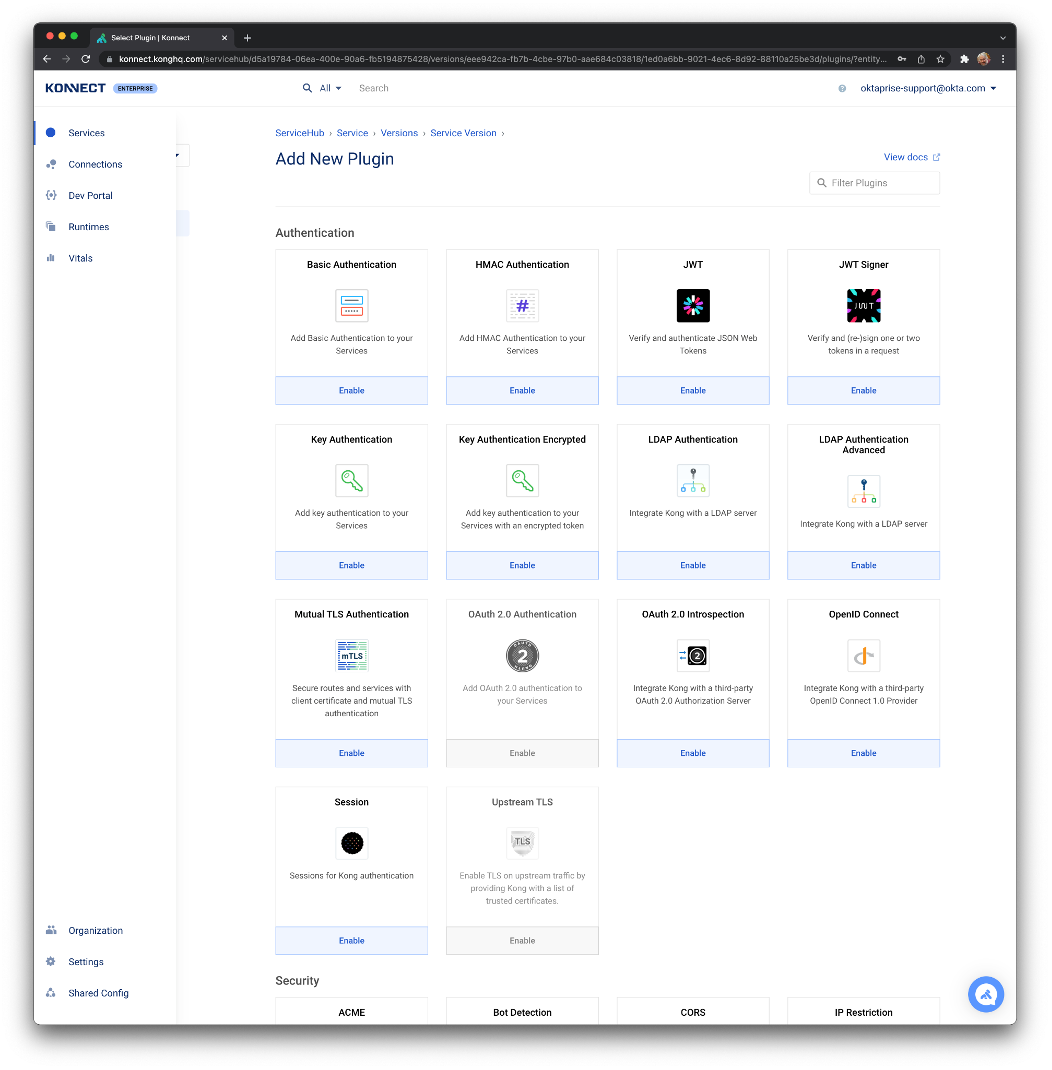 Select Plugin | Konnect
konnect.konghq.com/servicehub/d5a19784-06ea-400e-90a6-fb5194875428/versions/eee942ca-fb7b-4cbe-97b0-aae684c03818/1ed0a6bb-9021-4ec6-8d92-88110a25be3d/plugins/?entity...
KONNECT ENTERPRISE
All
Search
oktaprise-support@okta.com
Services
Connections
Dev Portal
Runtimes
Vitals
Organization
Settings
Shared Config
ServiceHub › Service › Versions › Service Version ›
Add New Plugin
View docs
Filter Plugins
Authentication
Basic Authentication
Add Basic Authentication to your
Services
Enable
HMAC Authentication
#
Add HMAC Authentication to your
Services
Enable
JWT
Verify and authenticate JSON Web
Tokens
Enable
JWT Signer
JWT
Verify and (re-)sign one or two
tokens in a request
Enable
Key Authentication
Add key authentication to your
Services
Enable
Key Authentication Encrypted
Add key authentication to your
Services with an encrypted token
Enable
LDAP Authentication
Integrate Kong with a LDAP server
Enable
LDAP Authentication
Advanced
Integrate Kong with a LDAP server
Enable
Mutual TLS Authentication
mTLS
Secure routes and services with
client certificate and mutual TLS
authentication
Enable
OAuth 2.0 Authentication
2
Add OAuth 2.0 authentication to
your Services
Enable
OAuth 2.0 Introspection
2
Integrate Kong with a third-party
OAuth 2.0 Authorization Server
Enable
OpenID Connect
Integrate Kong with a third-party
OpenID Connect 1.0 Provider
Enable
Session
Sessions for Kong authentication
Enable
Upstream TLS
TLS
Enable TLS on upstream traffic by
providing Kong with a list of
trusted certificates.
Enable
Security
ACME
Bot Detection
CORS
IP Restriction